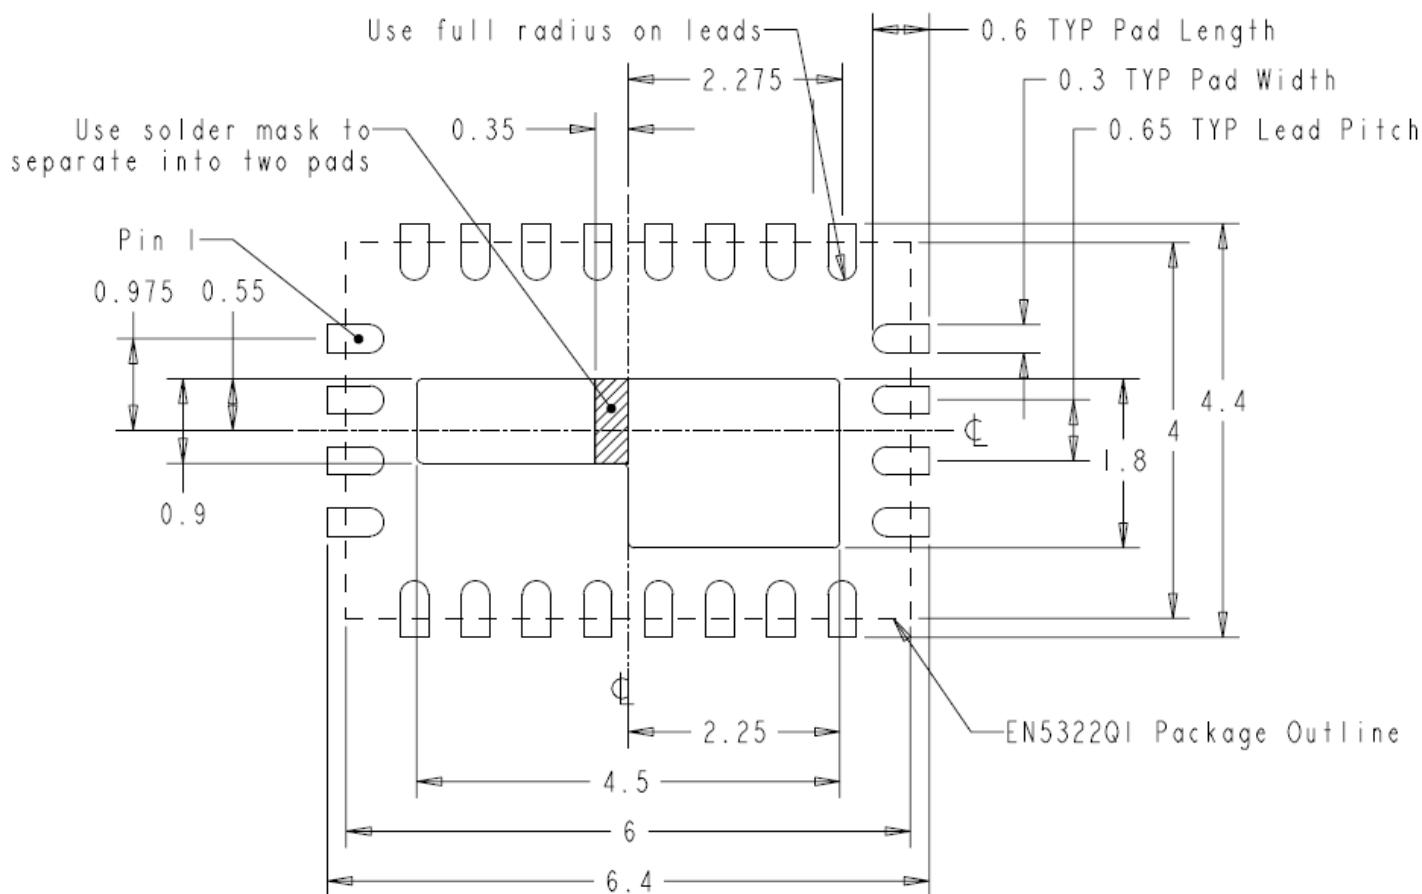 Use full radius on leads
0.6 TYP Pad Length
2.275
0.3 TYP Pad Width
Use solder mask to
separate into two pads
0.35
0.65 TYP Lead Pitch
Pin 1
0.975
0.55
4.4
4
1.8
0.9
℄
℄
2.25
EN5322QI Package Outline
4.5
6
6.4